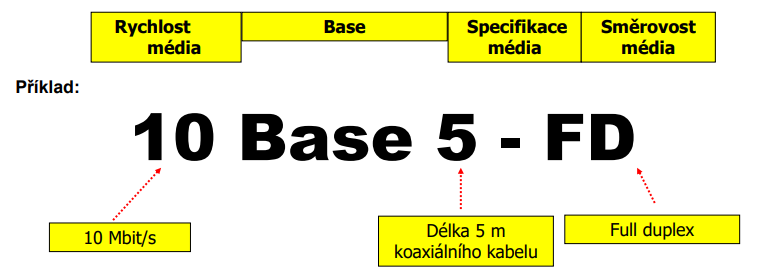 Rychlost média
Base
Specifikace média
Směrovost média
Příklad:
10 Base 5 - FD
10 Mbit/s
Délka 5 m
koaxiálního kabelu
Full duplex